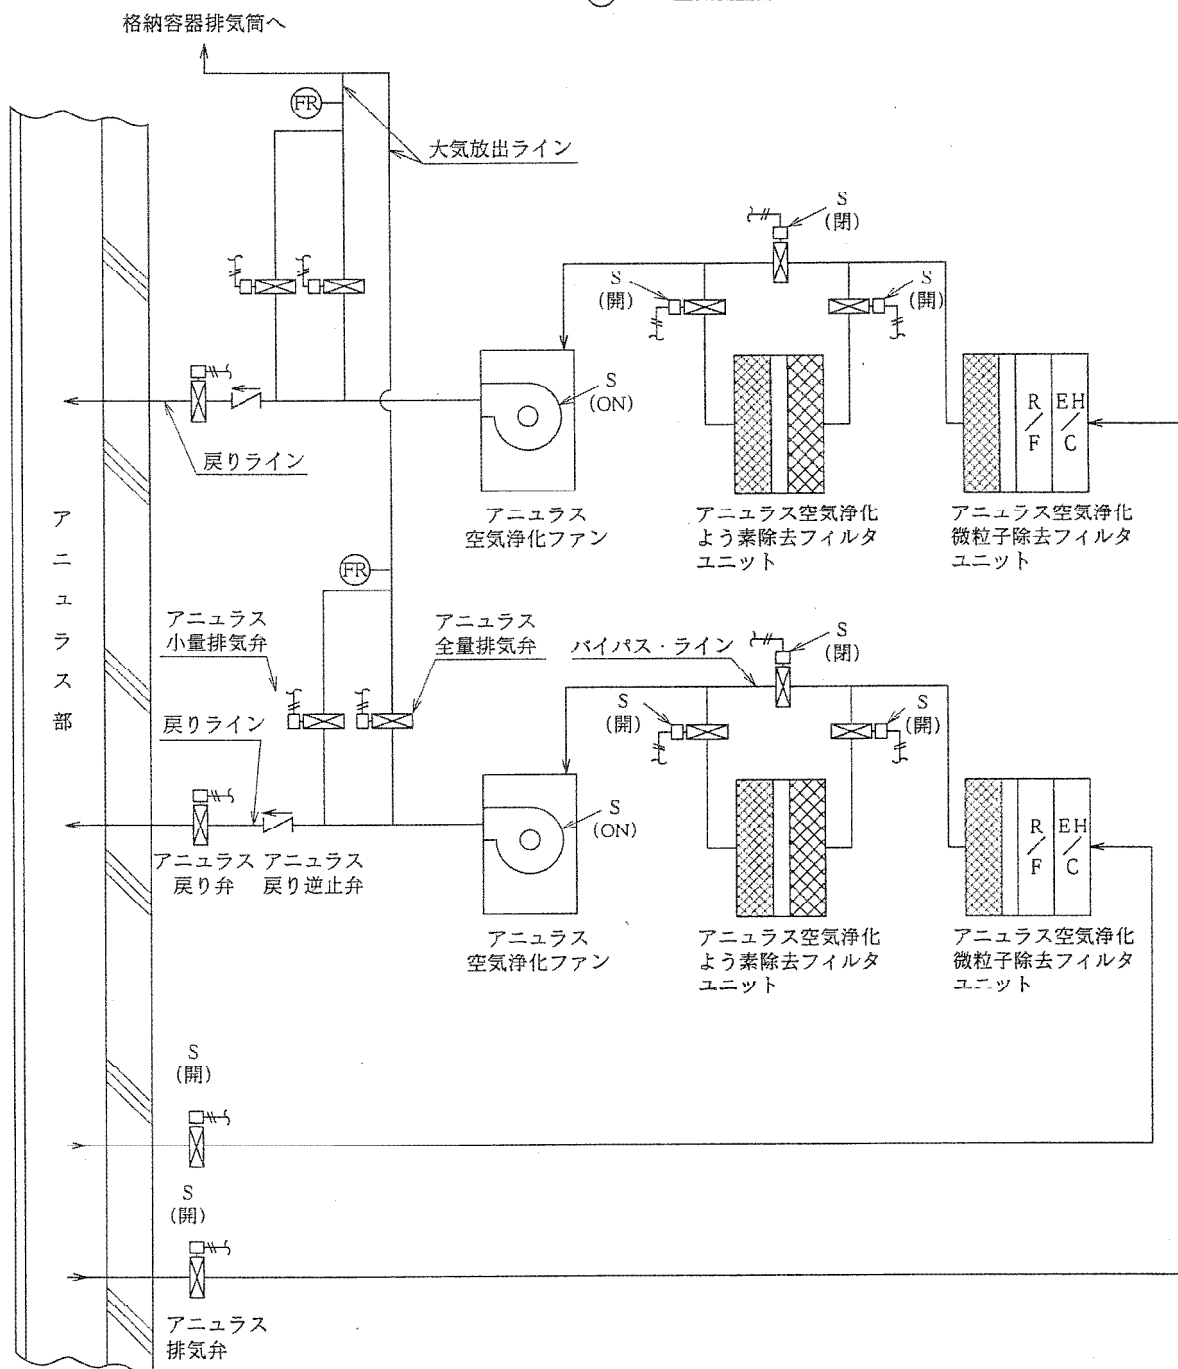 格納容器排気筒へ
FR
大気放出ライン
S
(閉)
S
(開)
S
(開)
S
(ON)
R/F
EH/C
戻りライン
アニュラス
空気浄化ファン
アニュラス空気浄化
よう素除去フィルタ
ユニット
アニュラス空気浄化
微粒子除去フィルタ
ユニット
アニュラス部
FR
アニュラス
小量排気弁
アニュラス
全量排気弁
バイパス・ライン
S
(閉)
S
(開)
S
(開)
戻りライン
S
(ON)
R/F
EH/C
アニュラス
戻り弁
アニュラス
戻り逆止弁
アニュラス
空気浄化ファン
アニュラス空気浄化
よう素除去フィルタ
ユニット
アニュラス空気浄化
微粒子除去フィルタ
ユニット
S
(開)
S
(開)
アニュラス
排気弁